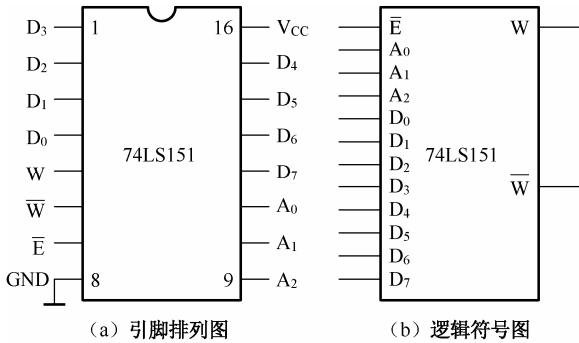 D₃ 1 16 V_CC
D₂ D₄
D₁ D₅
D₀ D₆
74LS151
W D₇
W̅ A₀
E̅ A₁
GND 8 9 A₂
(a) 引脚排列图
E̅ W
A₀
A₁
A₂
D₀
D₁
74LS151
D₂
D₃ W̅
D₄
D₅
D₆
D₇
(b) 逻辑符号图